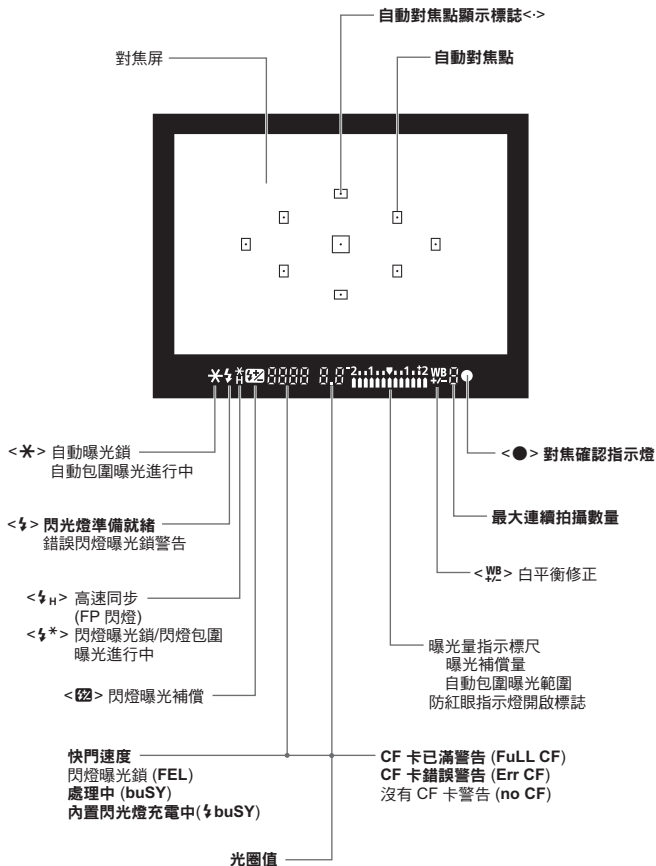 自動對焦點顯示標誌<·>
對焦屏
自動對焦點
-2..1..▼..1.+2 WB +/-
<✱> 自動曝光鎖
自動包圍曝光進行中
<●> 對焦確認指示燈
<⚡> 閃光燈準備就緒
錯誤閃燈曝光鎖警告
最大連續拍攝數量
<⚡H> 高速同步
(FP 閃燈)
<WB +/-> 白平衡修正
<⚡*> 閃燈曝光鎖/閃燈包圍
曝光進行中
曝光量指示標尺
曝光補償量
自動包圍曝光範圍
防紅眼指示燈開啟標誌
<⚡±> 閃燈曝光補償
快門速度
閃燈曝光鎖 (FEL)
處理中 (buSY)
內置閃光燈充電中(⚡buSY)
CF 卡已滿警告 (FuLL CF)
CF 卡錯誤警告 (Err CF)
沒有 CF 卡警告 (no CF)
光圈值